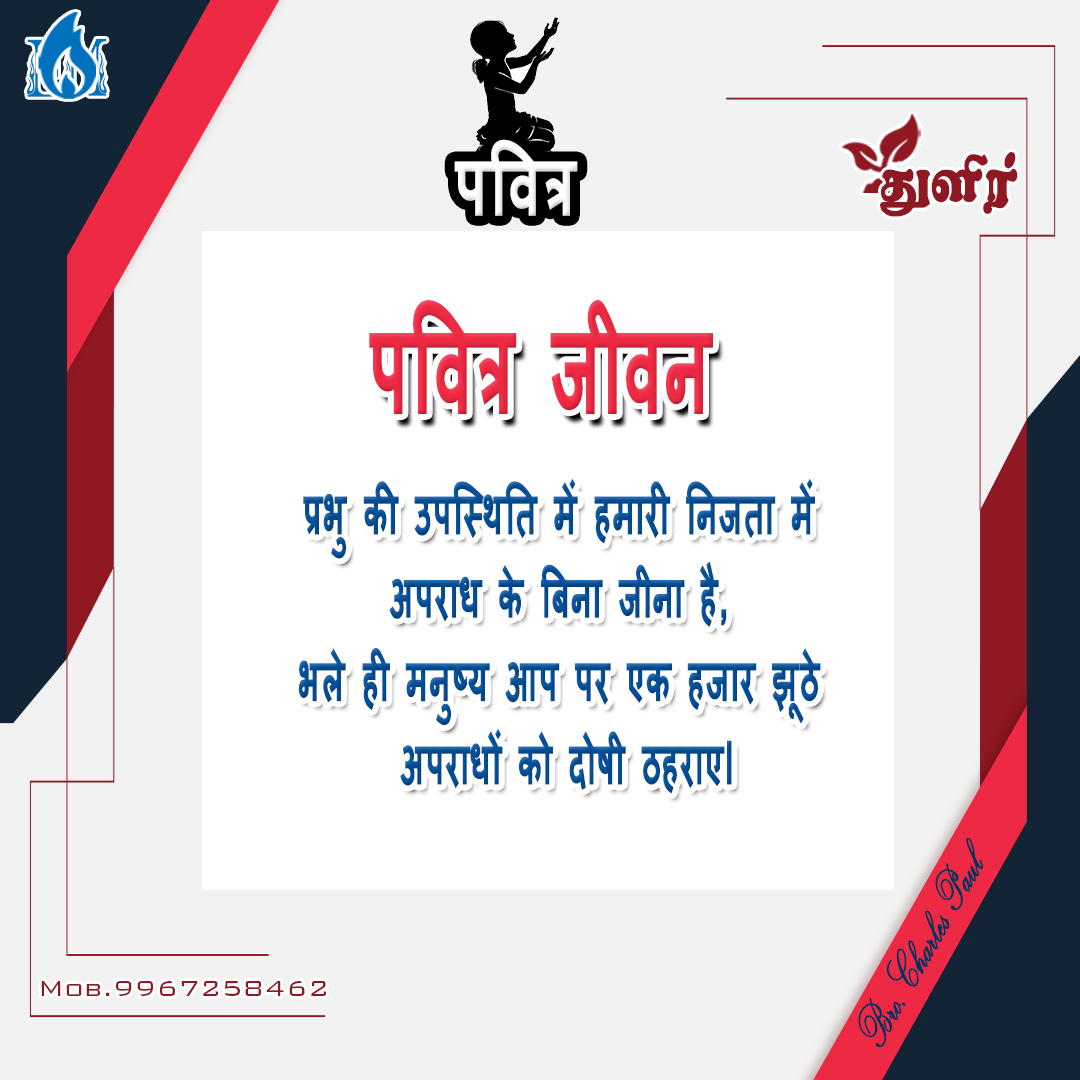 पवित्र
துளிர்
पवित्र जीवन
प्रभु की उपस्थिति में हमारी निजता में
अपराध के बिना जीना है,
भले ही मनुष्य आप पर एक हजार झूठे
अपराधों को दोषी ठहराए।
Bro. Charles Paul
Mob.9967258462